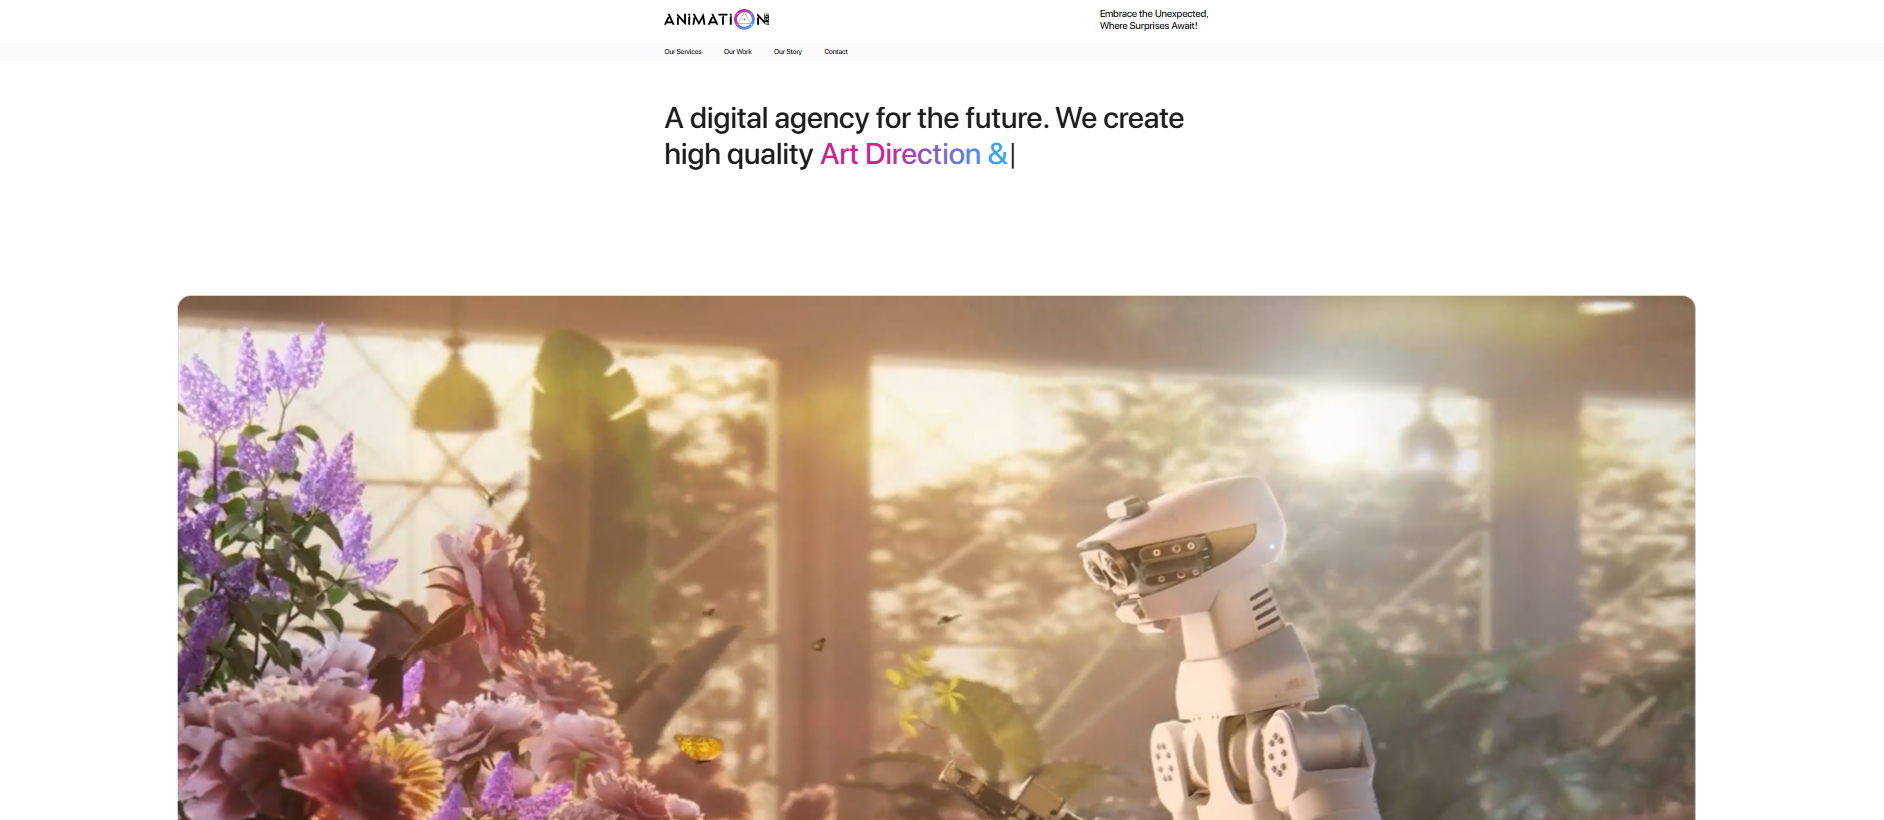 ANiMATiON
Embrace the Unexpected,
Where Surprises Await!
Our Services Our Work Our Story Contact
A digital agency for the future. We create
high quality Art Direction &|